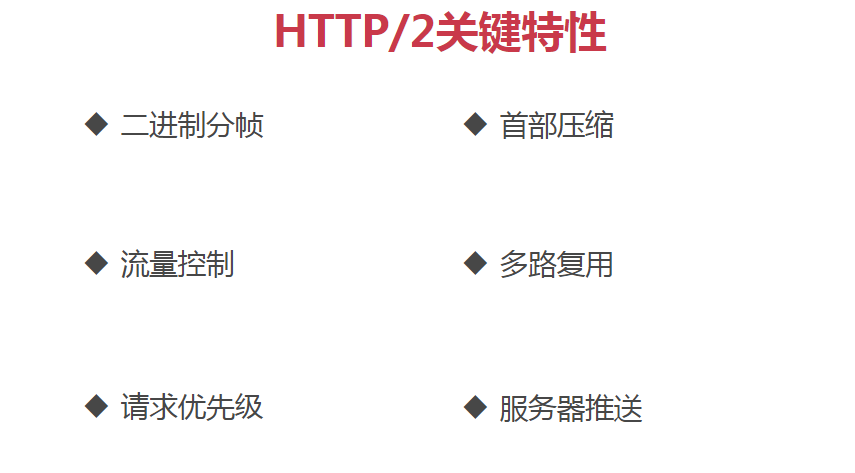 HTTP/2关键特性
◆ 二进制分帧
◆ 首部压缩
◆ 流量控制
◆ 多路复用
◆ 请求优先级
◆ 服务器推送